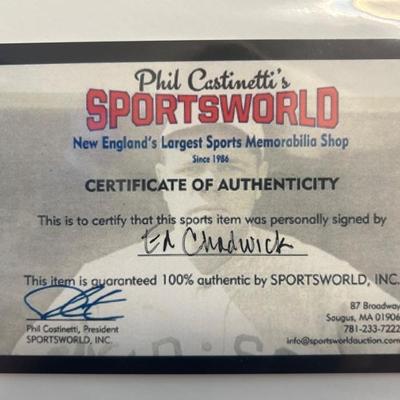 Phil Castinetti's
SPORTSWORLD
New England's Largest Sports Memorabilia Shop
Since 1986
CERTIFICATE OF AUTHENTICITY
This is to certify that this sports item was personally signed by
Ed Chadwick
This item is guaranteed 100% authentic by SPORTSWORLD, INC.
Phil Castinetti, President
SPORTSWORLD, INC.
87 Broadway
Saugus, MA 01906
781-233-7222
info@sportsworldauction.com